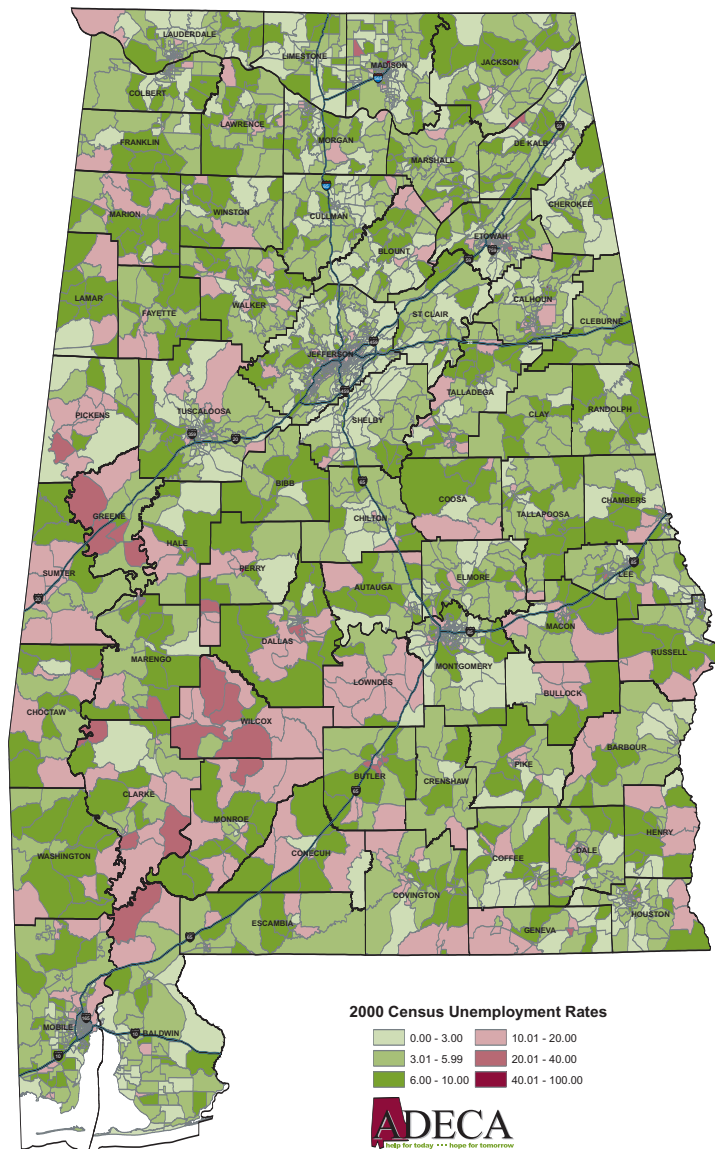 LAUDERDALE
LIMESTONE
MADISON
JACKSON
COLBERT
LAWRENCE
FRANKLIN
MORGAN
DE KALB
MARSHALL
MARION
WINSTON
CULLMAN
CHEROKEE
ETOWAH
BLOUNT
LAMAR
FAYETTE
WALKER
CALHOUN
ST CLAIR
CLEBURNE
JEFFERSON
PICKENS
TUSCALOOSA
TALLADEGA
SHELBY
CLAY
RANDOLPH
BIBB
COOSA
CHAMBERS
GREENE
CHILTON
TALLAPOOSA
HALE
SUMTER
PERRY
ELMORE
LEE
AUTAUGA
DALLAS
MACON
MARENGO
RUSSELL
MONTGOMERY
LOWNDES
BULLOCK
CHOCTAW
WILCOX
BARBOUR
PIKE
BUTLER
CRENSHAW
CLARKE
MONROE
HENRY
WASHINGTON
CONECUH
COFFEE
DALE
COVINGTON
HOUSTON
ESCAMBIA
GENEVA
MOBILE
BALDWIN
2000 Census Unemployment Rates
0.00 - 3.00
10.01 - 20.00
3.01 - 5.99
20.01 - 40.00
6.00 - 10.00
40.01 - 100.00
ADECA
help for today ···· hope for tomorrow